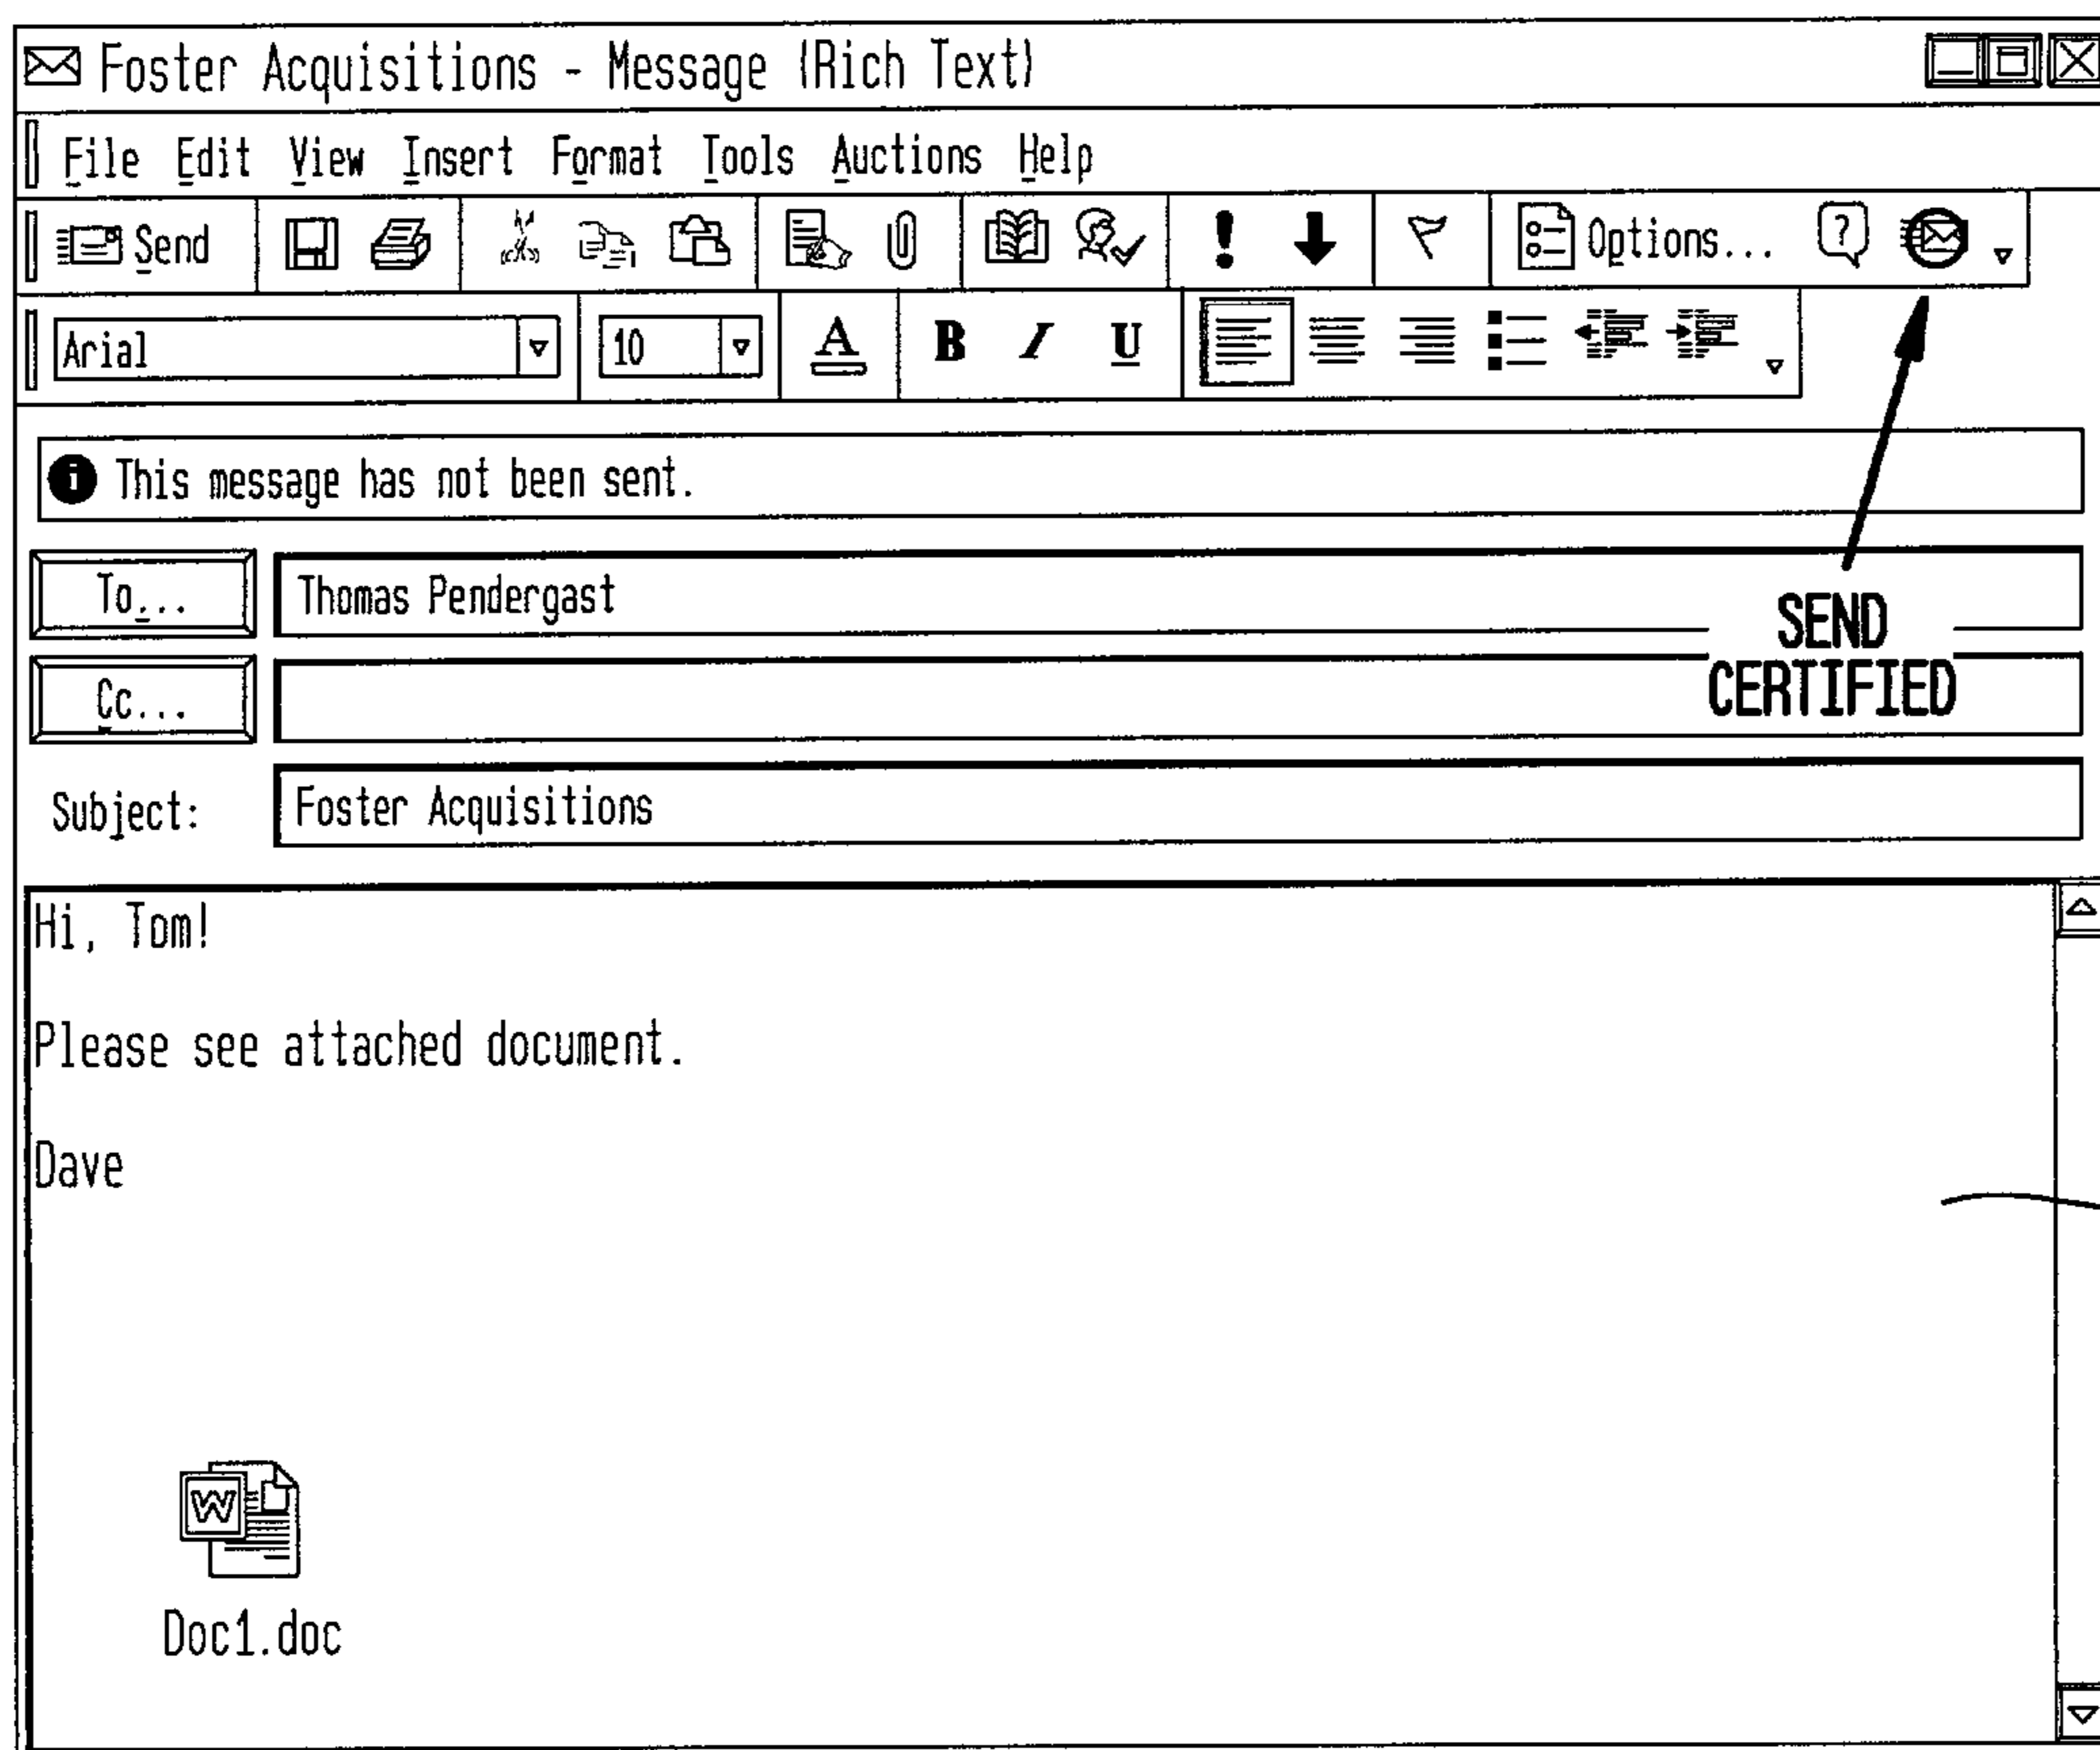 Foster Acquisitions - Message (Rich Text)
File Edit View Insert Format Tools Auctions Help
Send Options... ?
Arial 10 A B I U
i This message has not been sent.
To... Thomas Pendergast
SEND
CERTIFIED
Cc...
Subject: Foster Acquisitions
Hi, Tom!
Please see attached document.
Dave
W
Doc1.doc